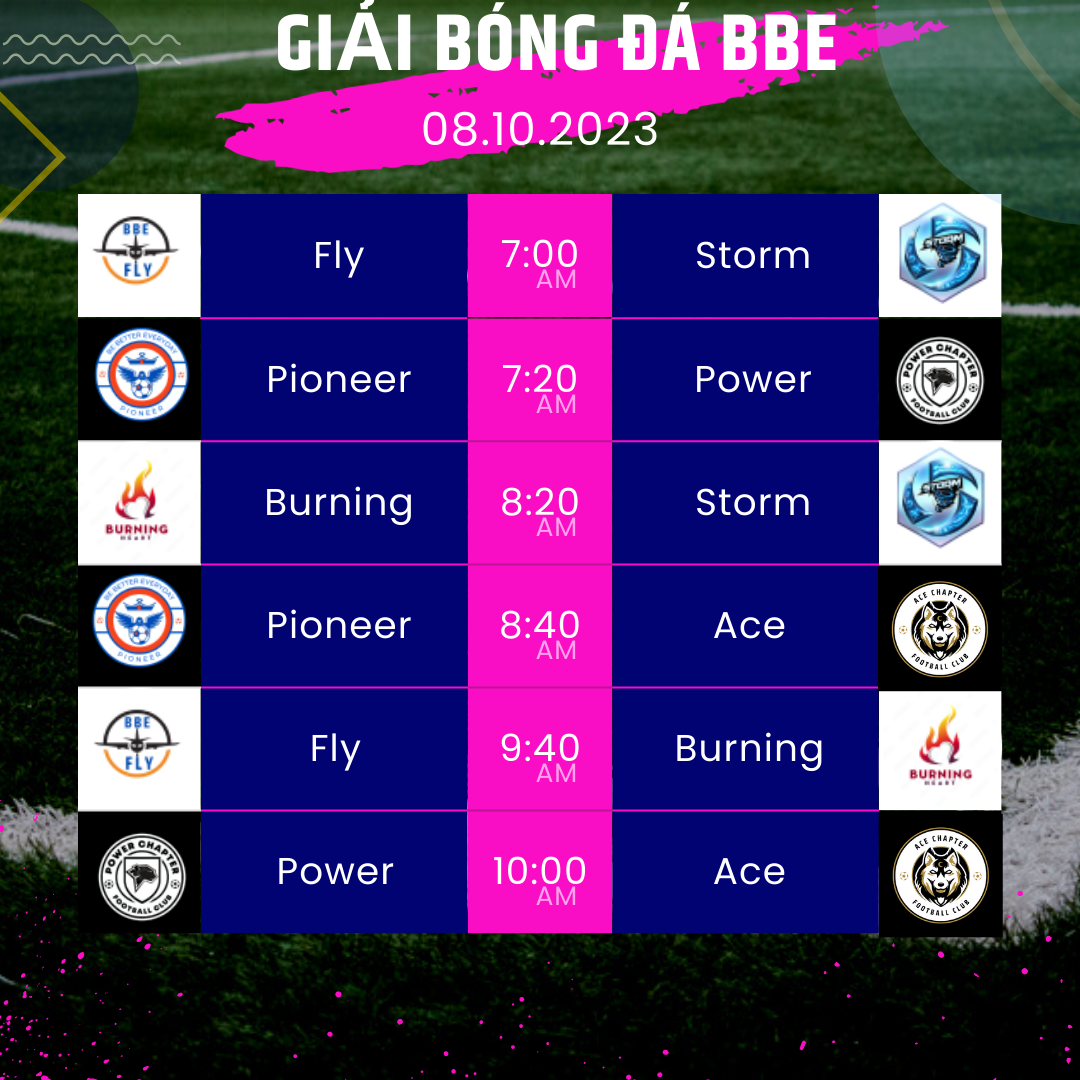 GIẢI BÓNG ĐÁ BBE
08.10.2023
BBE
FLY
Fly
7:00
AM
Storm
STORM
BE BETTER EVERYDAY
PIONEER
Pioneer
7:20
AM
Power
POWER CHAPTER
FOOTBALL CLUB
BURNING
HEART
Burning
8:20
AM
Storm
STORM
BE BETTER EVERYDAY
PIONEER
Pioneer
8:40
AM
Ace
ACE CHAPTER
FOOTBALL CLUB
BBE
FLY
Fly
9:40
AM
Burning
BURNING
HEART
POWER CHAPTER
FOOTBALL CLUB
Power
10:00
AM
Ace
ACE CHAPTER
FOOTBALL CLUB